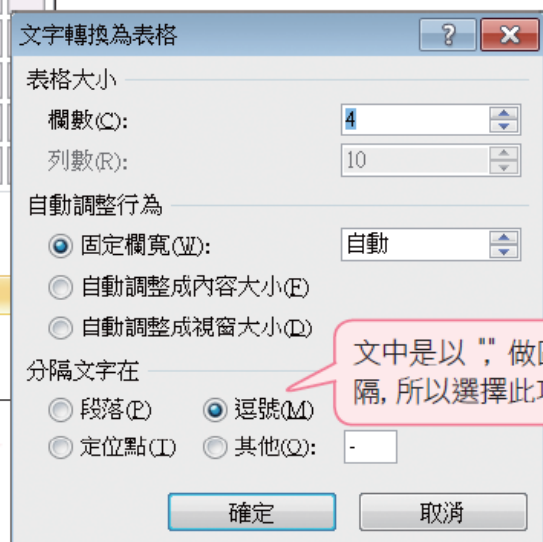 文字轉換為表格
表格大小
欄數(C): 4
列數(R): 10
自動調整行為
固定欄寬(W): 自動
自動調整成內容大小(F)
自動調整成視窗大小(D)
文中是以 "," 做
隔, 所以選擇此
分隔文字在
段落(P) 逗號(M)
定位點(T) 其他(O): -
確定 取消